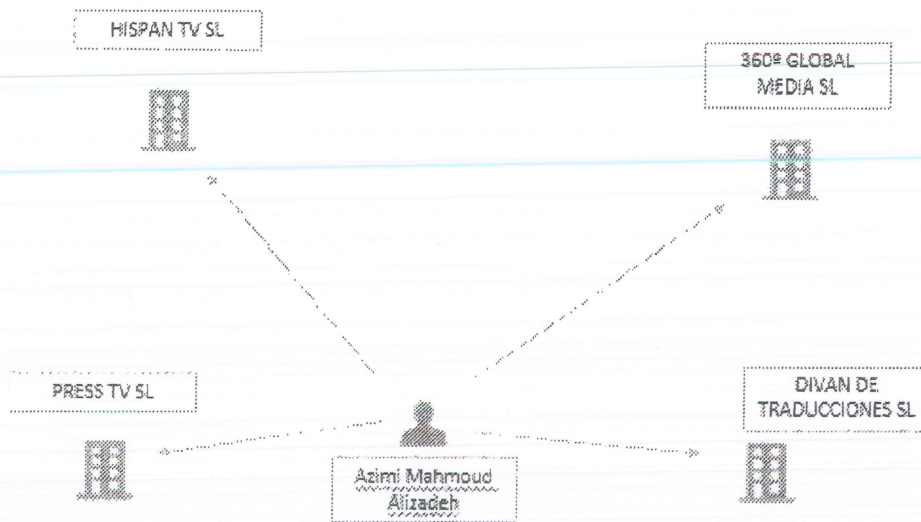 HISPAN TV SL
360º GLOBAL
MEDIA SL
PRESS TV SL
DIVAN DE
TRADUCCIONES SL
Azimi Mahmoud
Alizadeh